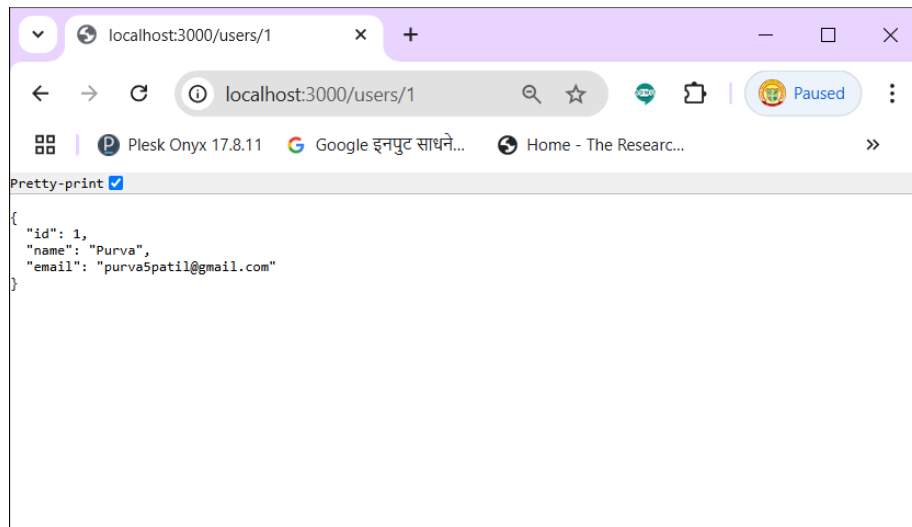 localhost:3000/users/1
localhost:3000/users/1
Paused
Plesk Onyx 17.8.11
Google इनपुट साधने...
Home - The Researc...
Pretty-print
{
"id": 1,
"name": "Purva",
"email": "purva5patil@gmail.com"
}